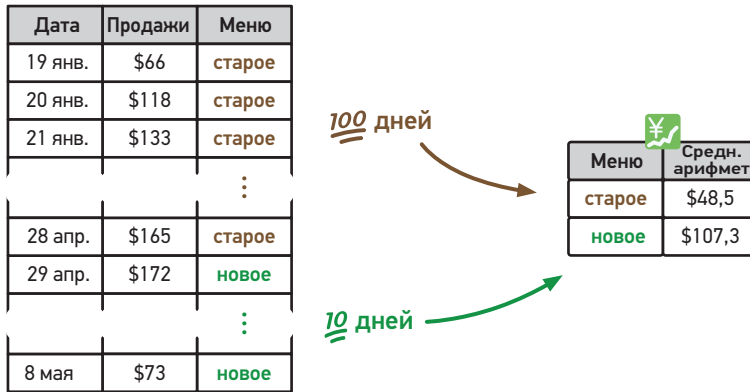 Дата Продажи Меню
19 янв. $66 старое
20 янв. $118 старое
21 янв. $133 старое
⋮
28 апр. $165 старое
29 апр. $172 новое
⋮
8 мая $73 новое
100 дней
10 дней
¥
Меню Средн. арифмет
старое $48,5
новое $107,3